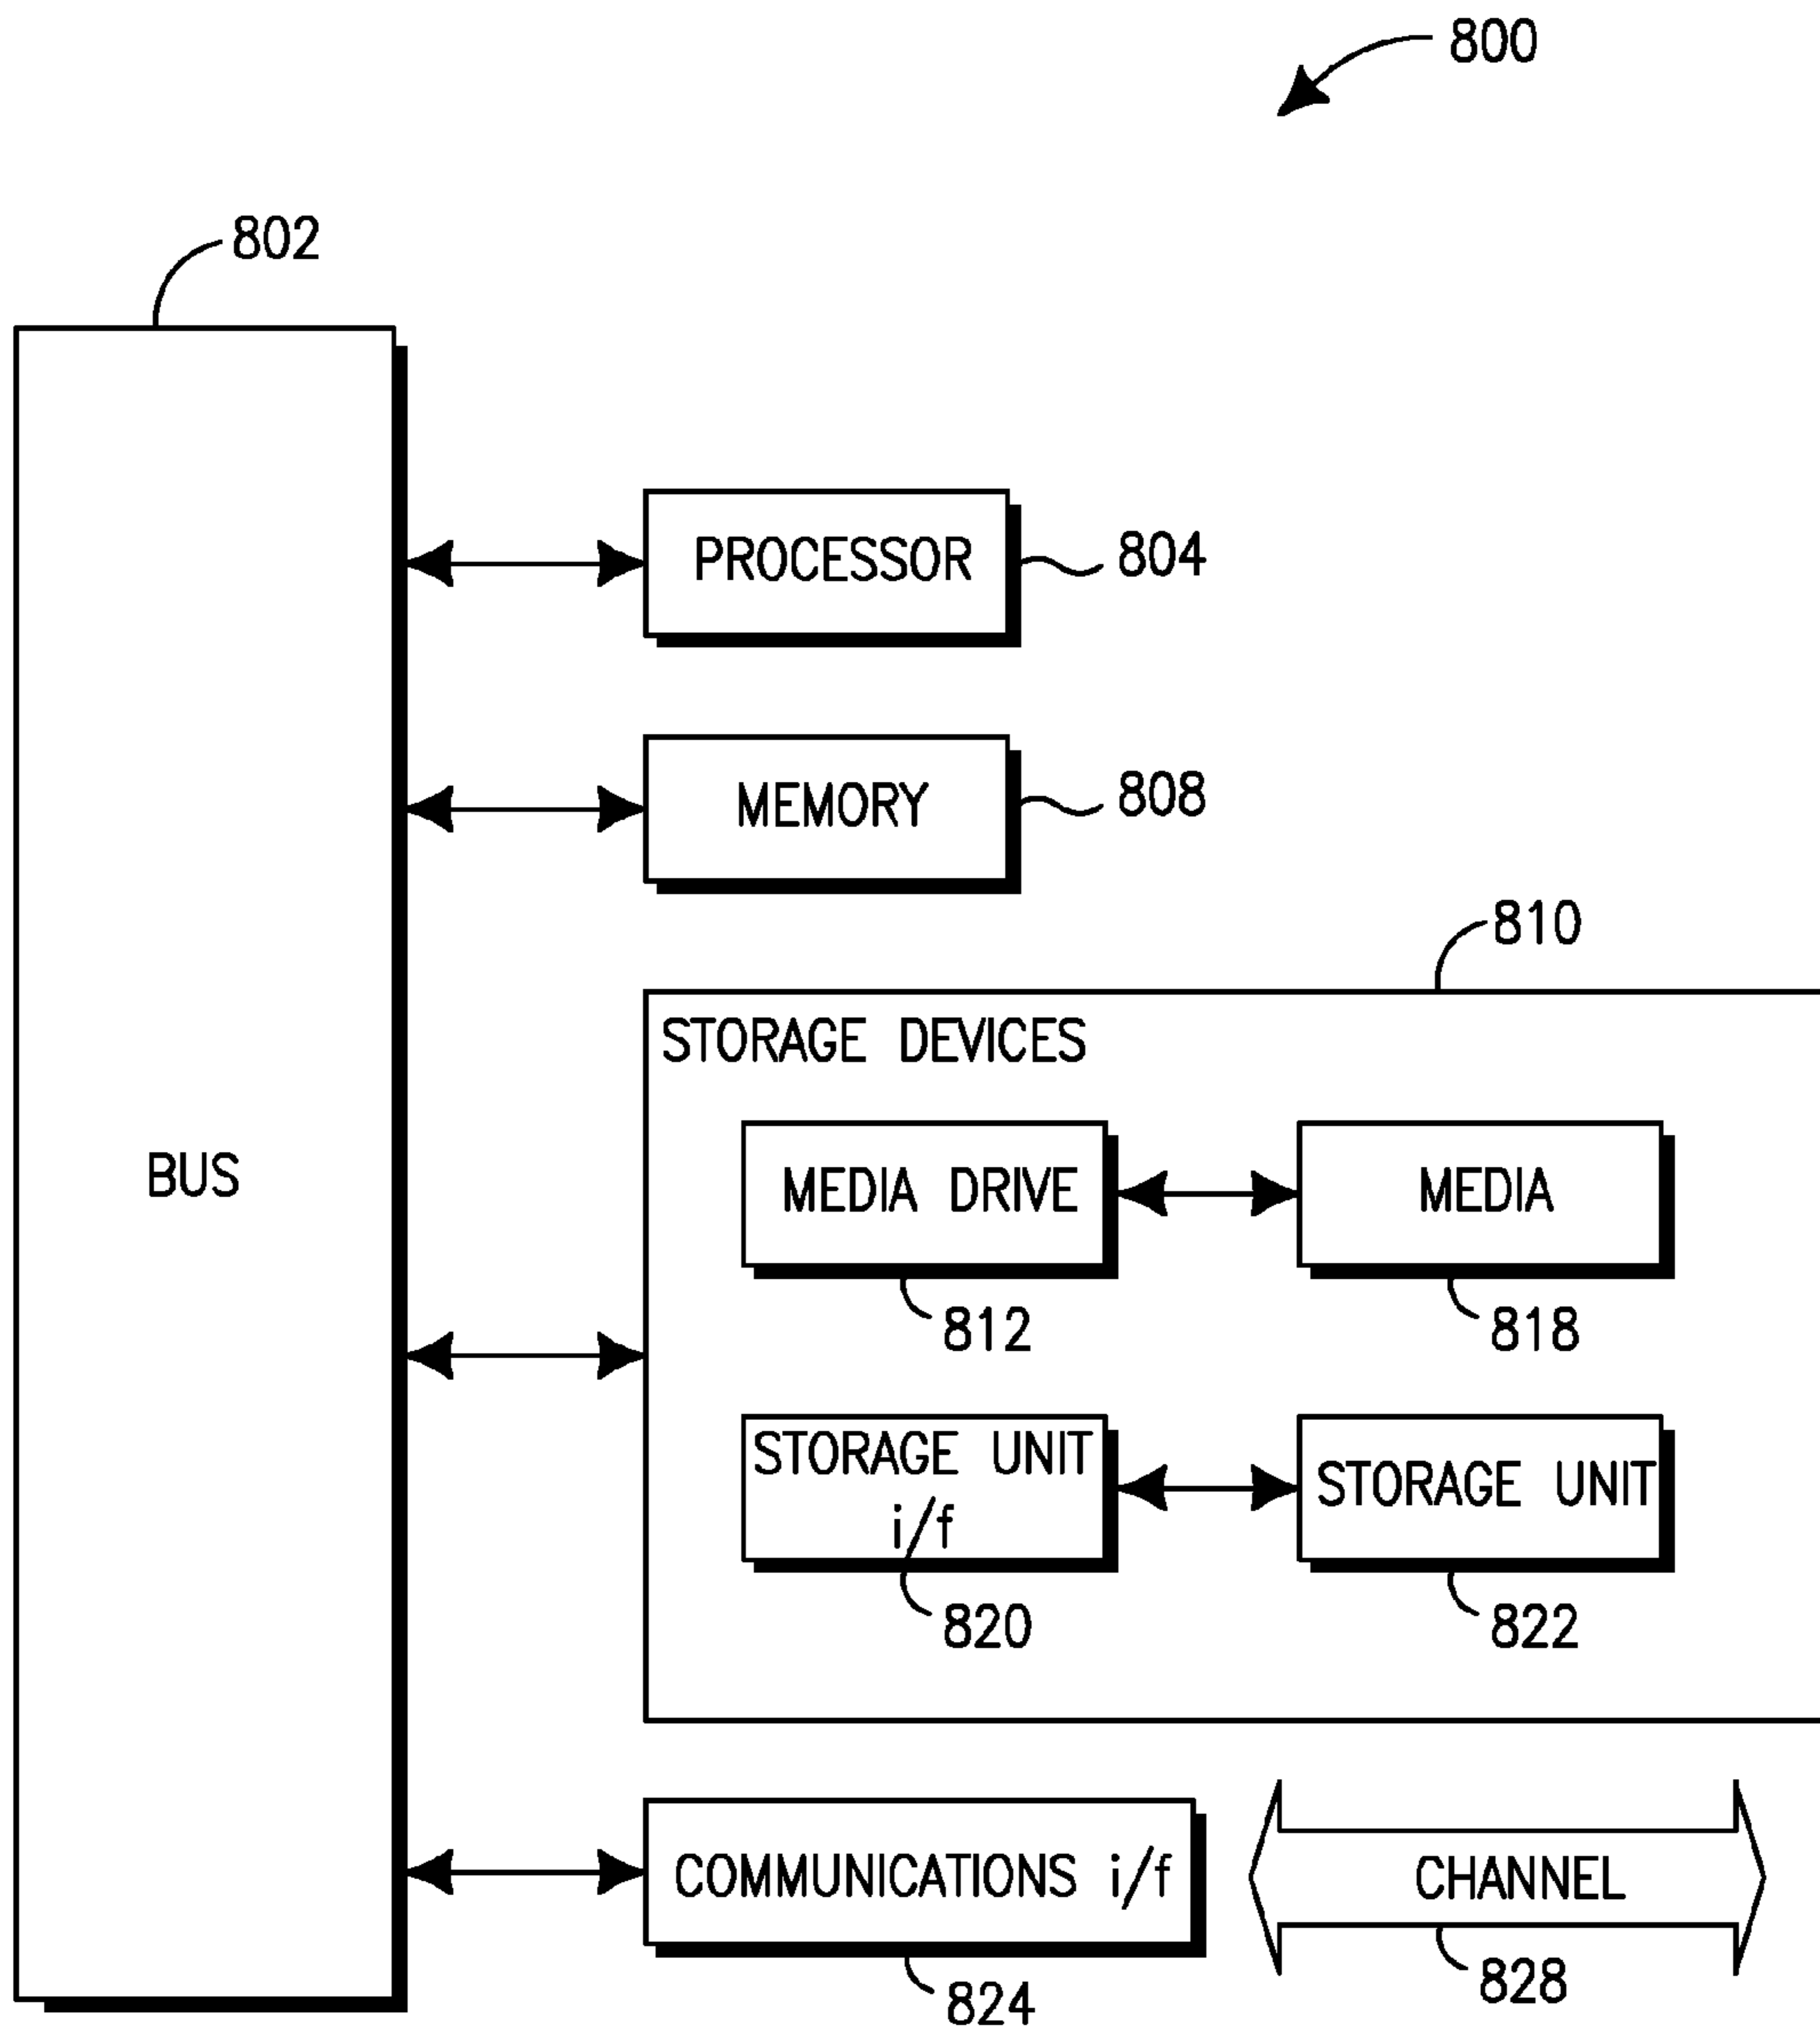 800
802
PROCESSOR
804
MEMORY
808
810
STORAGE DEVICES
BUS
MEDIA DRIVE
MEDIA
812
818
STORAGE UNIT
i/f
STORAGE UNIT
820
822
COMMUNICATIONS i/f
CHANNEL
824
828